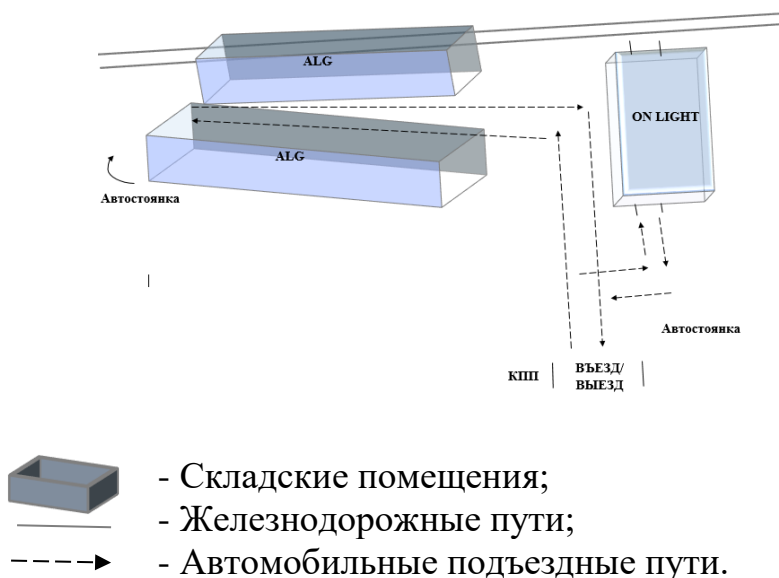 ALG
ON LIGHT
ALG
Автостоянка
Автостоянка
КПП
ВЪЕЗД/
ВЫЕЗД
- Складские помещения;
- Железнодорожные пути;
- Автомобильные подъездные пути.